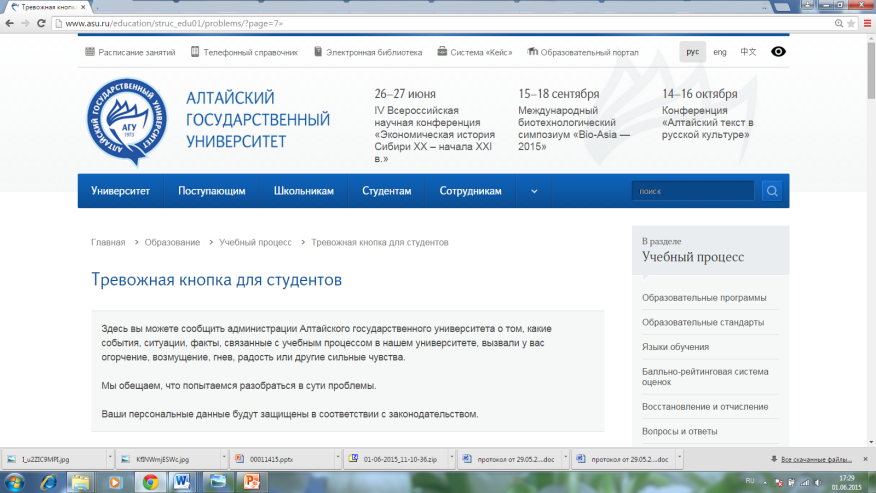 Тревожная кнопка
www.asu.ru/education/struc_edu01/problems/?page=7»
Расписание занятий
Телефонный справочник
Электронная библиотека
Система «Кейс»
Образовательный портал
рус
eng
中文
АЛТАЙСКИЙ ГОСУДАРСТВЕННЫЙ УНИВЕРСИТЕТ
АГУ
1973
АЛТАЙСКИЙ
ГОСУДАРСТВЕННЫЙ
УНИВЕРСИТЕТ
26–27 июня
IV Всероссийская
научная конференция
«Экономическая история
Сибири XX – начала XXI
в.»
15–18 сентября
Международный
биотехнологический
симпозиум «Bio-Asia —
2015»
14–16 октября
Конференция
«Алтайский текст в
русской культуре»
Университет
Поступающим
Школьникам
Студентам
Сотрудникам
поиск
Главная > Образование > Учебный процесс > Тревожная кнопка для студентов
Тревожная кнопка для студентов
Здесь вы можете сообщить администрации Алтайского государственного университета о том, какие
события, ситуации, факты, связанные с учебным процессом в нашем университете, вызвали у вас
огорчение, возмущение, гнев, радость или другие сильные чувства.
Мы обещаем, что попытаемся разобраться в сути проблемы.
Ваши персональные данные будут защищены в соответствии с законодательством.
В разделе
Учебный процесс
Образовательные программы
Образовательные стандарты
Языки обучения
Балльно-рейтинговая система
оценок
Восстановление и отчисление
Вопросы и ответы
1_u2ZIC9MPI.jpg
KfBNWmjESWc.jpg
00011415.pptx
01-06-2015_11-10-36.zip
протокол от 29.05.2....doc
протокол от 29.05.2....doc
Все скачанные файлы...
RU
17:29
01.06.2015